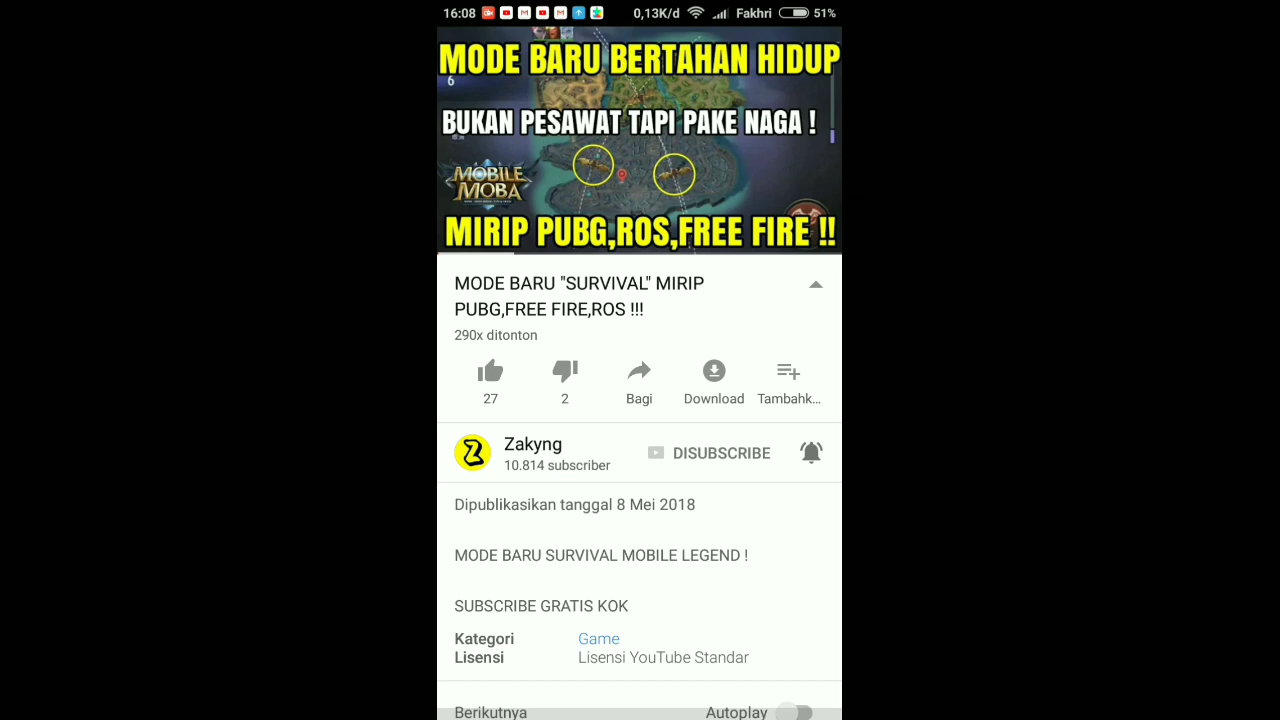 16:08 0,13K/d Fakhri 51%
MODE BARU BERTAHAN HIDUP
6
BUKAN PESAWAT TAPI PAKE NAGA !
MOBILE
MOBA
MIRIP PUBG,ROS,FREE FIRE !!
MODE BARU "SURVIVAL" MIRIP
PUBG,FREE FIRE,ROS !!!
290x ditonton
27 2 Bagi Download Tambahk...
Zakyng
10.814 subscriber
DISUBSCRIBE
Dipublikasikan tanggal 8 Mei 2018
MODE BARU SURVIVAL MOBILE LEGEND !
SUBSCRIBE GRATIS KOK
Kategori Game
Lisensi Lisensi YouTube Standar
Berikutnya Autoplay